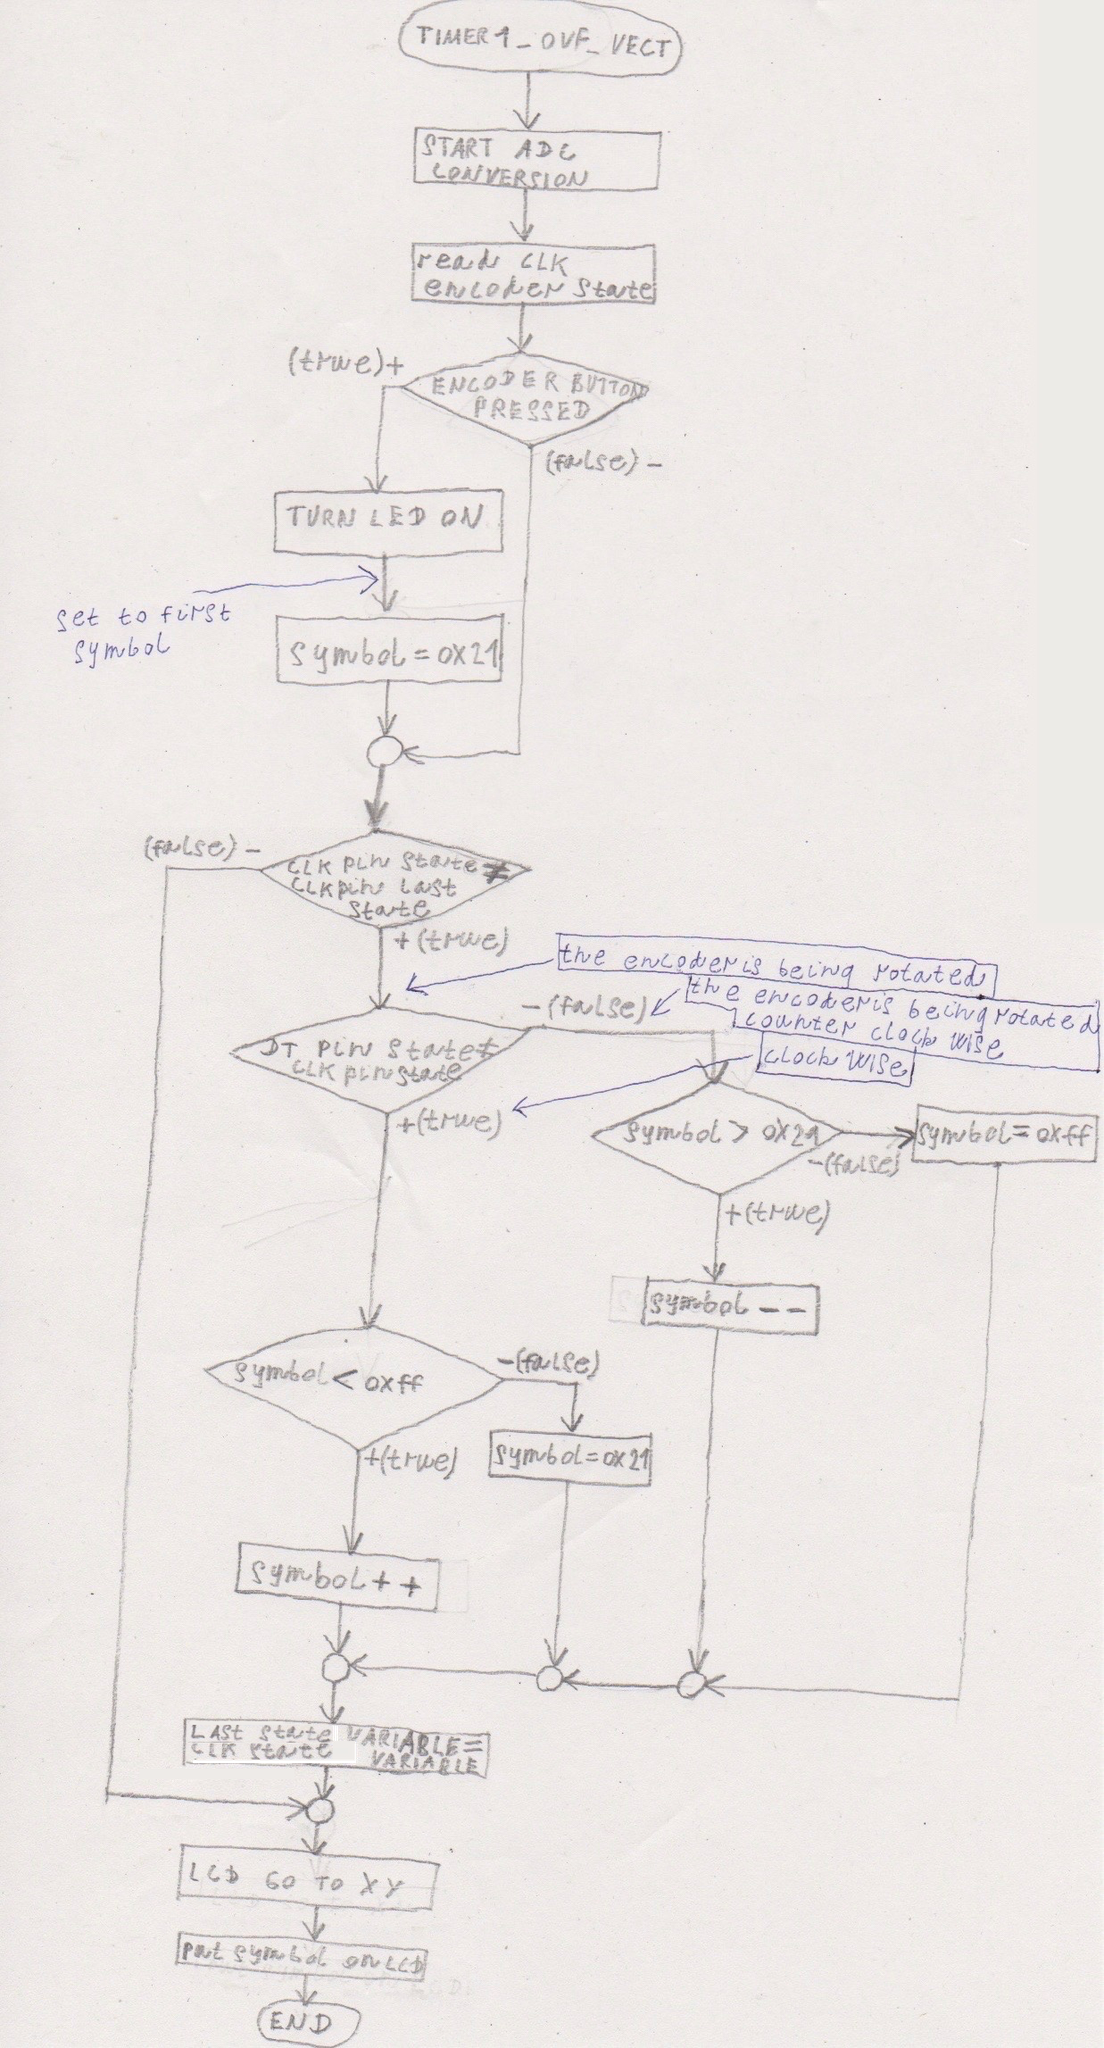 TIMER1_OVF_VECT
START ADC
CONVERSION
read CLK
encoder state
(true)+
ENCODER BUTTON
PRESSED
(false) -
TURN LED ON
set to first
symbol
symbol = 0x21
(false) -
CLK pin state ≠
CLK pin last
state
+ (true)
the encoder is being rotated
- (false)
the encoder is being rotated
counter clock wise
DT pin state ≠
CLK pin state
clock wise
+(true)
symbol > 0x21
symbol = 0xff
-(false)
+(true)
symbol --
symbol < 0xff
-(false)
symbol = 0x21
+(true)
symbol + +
LAST state VARIABLE =
CLK state VARIABLE
LCD GO TO XY
put symbol on LCD
END